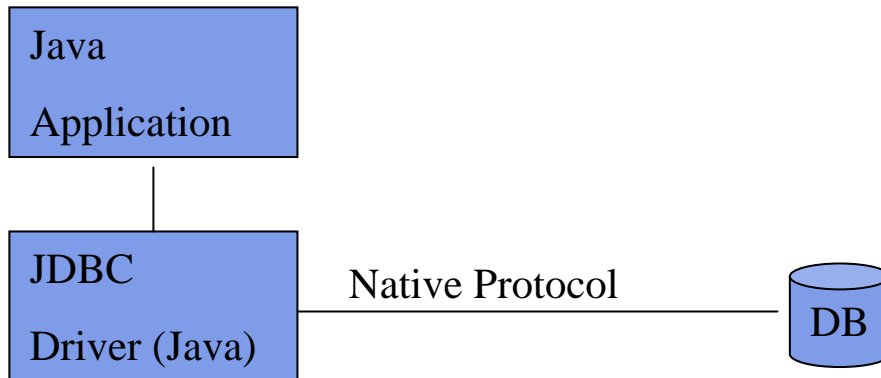 Java
Application
JDBC
Driver (Java)
Native Protocol
DB